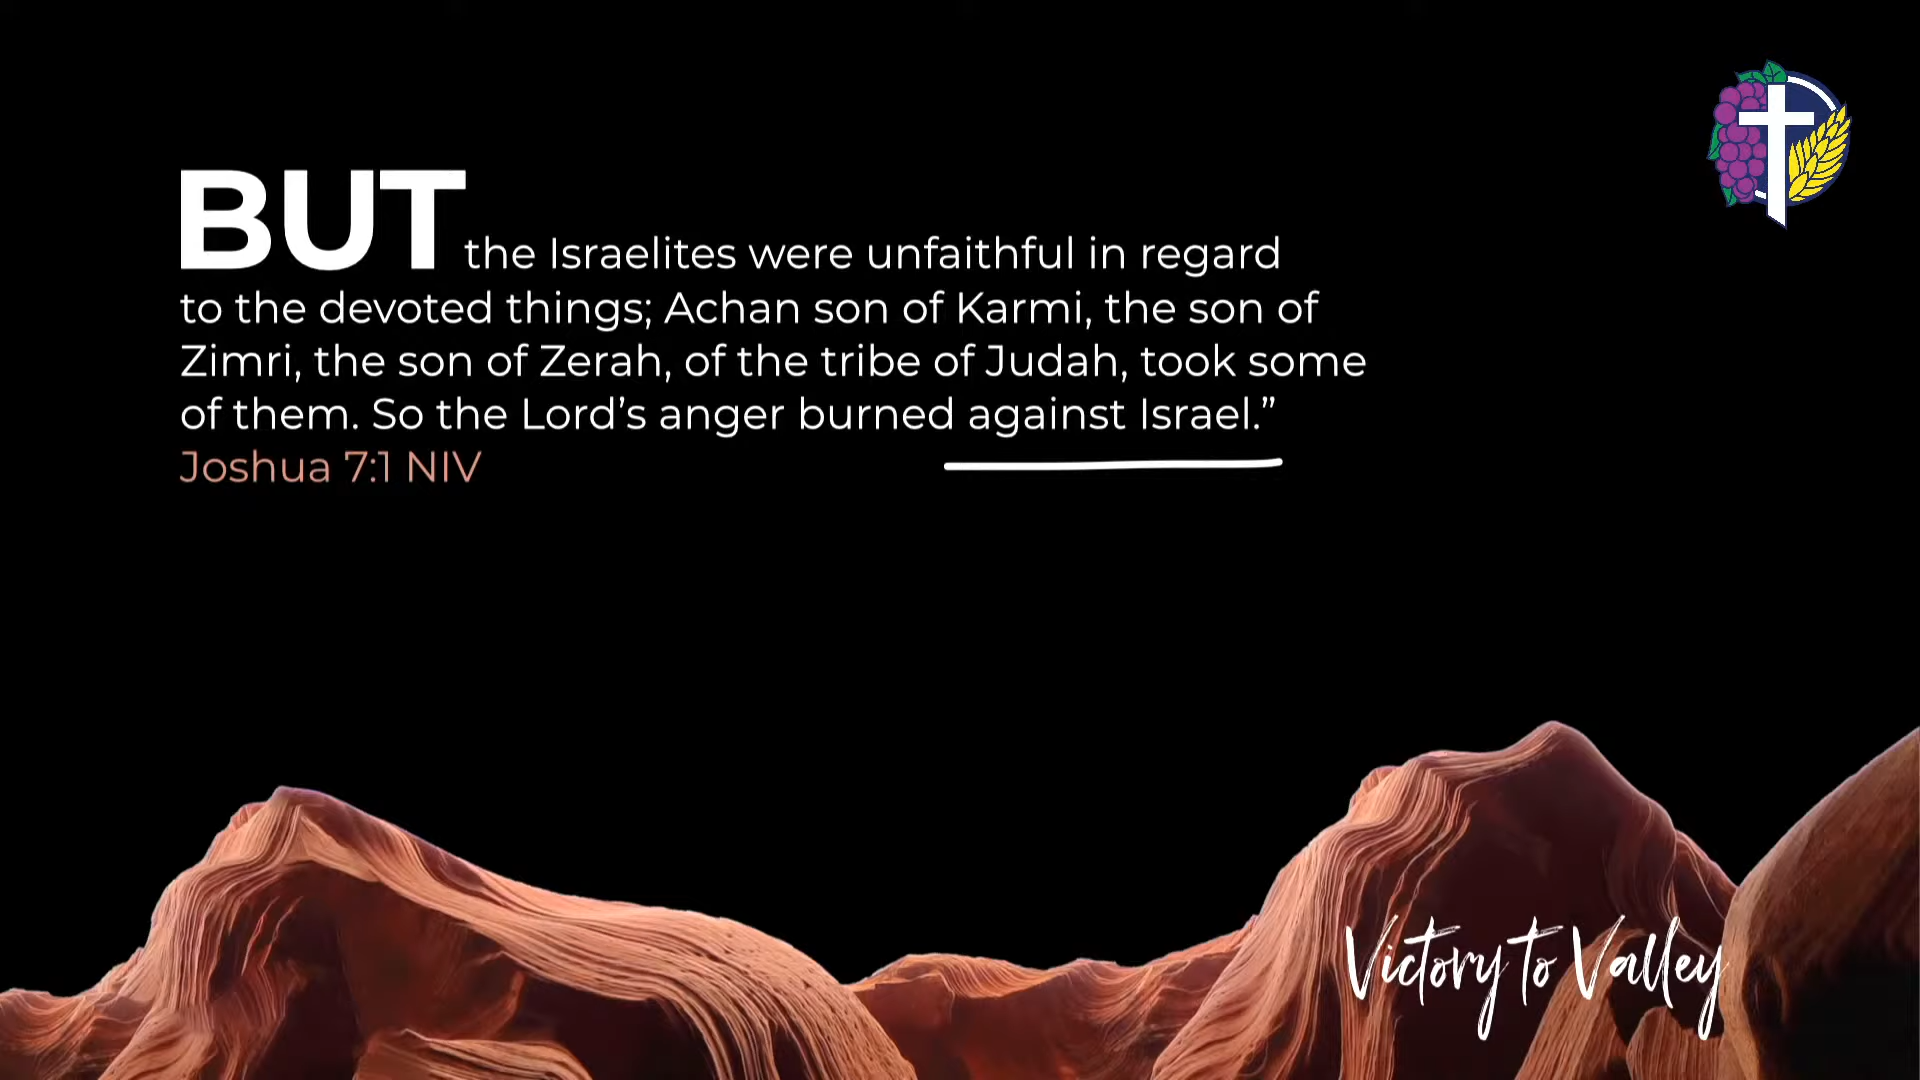 BUT the Israelites were unfaithful in regard
to the devoted things; Achan son of Karmi, the son of
Zimri, the son of Zerah, of the tribe of Judah, took some
of them. So the Lord’s anger burned against Israel.”
Joshua 7:1 NIV
Victory to Valley